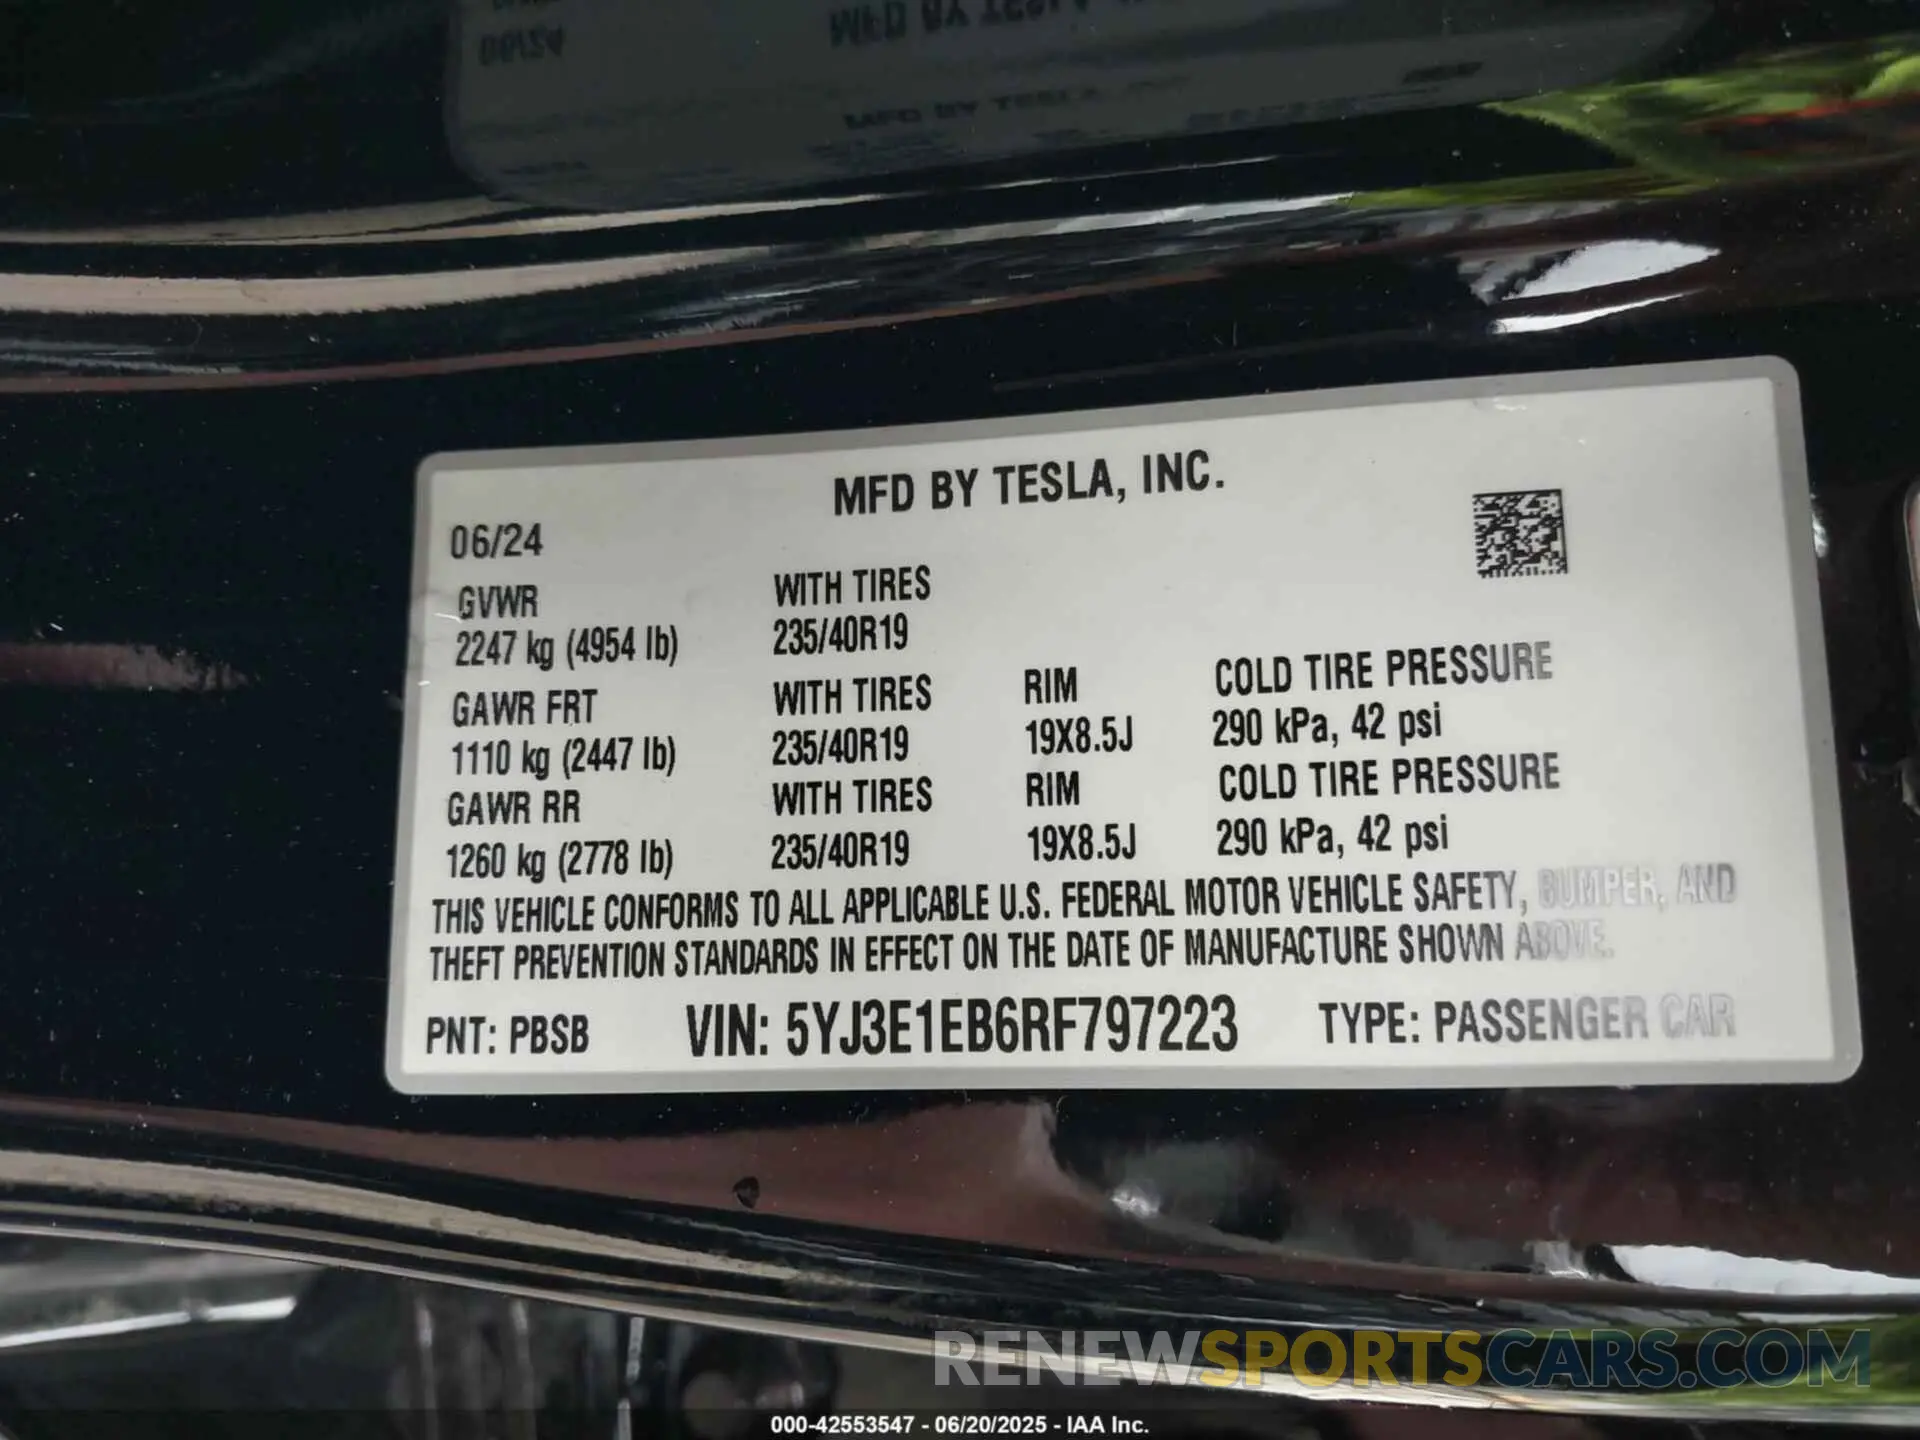 MFD BY TESLA, INC.
06/24
GVWR WITH TIRES
2247 kg (4954 lb) 235/40R19
GAWR FRT WITH TIRES RIM COLD TIRE PRESSURE
1110 kg (2447 lb) 235/40R19 19X8.5J 290 kPa, 42 psi
GAWR RR WITH TIRES RIM COLD TIRE PRESSURE
1260 kg (2778 lb) 235/40R19 19X8.5J 290 kPa, 42 psi
THIS VEHICLE CONFORMS TO ALL APPLICABLE U.S. FEDERAL MOTOR VEHICLE SAFETY, BUMPER, AND
THEFT PREVENTION STANDARDS IN EFFECT ON THE DATE OF MANUFACTURE SHOWN ABOVE.
PNT: PBSB VIN: 5YJ3E1EB6RF797223 TYPE: PASSENGER CAR
RENEWSPORTSCARS.COM
000-42553547 - 06/20/2025 - IAA Inc.